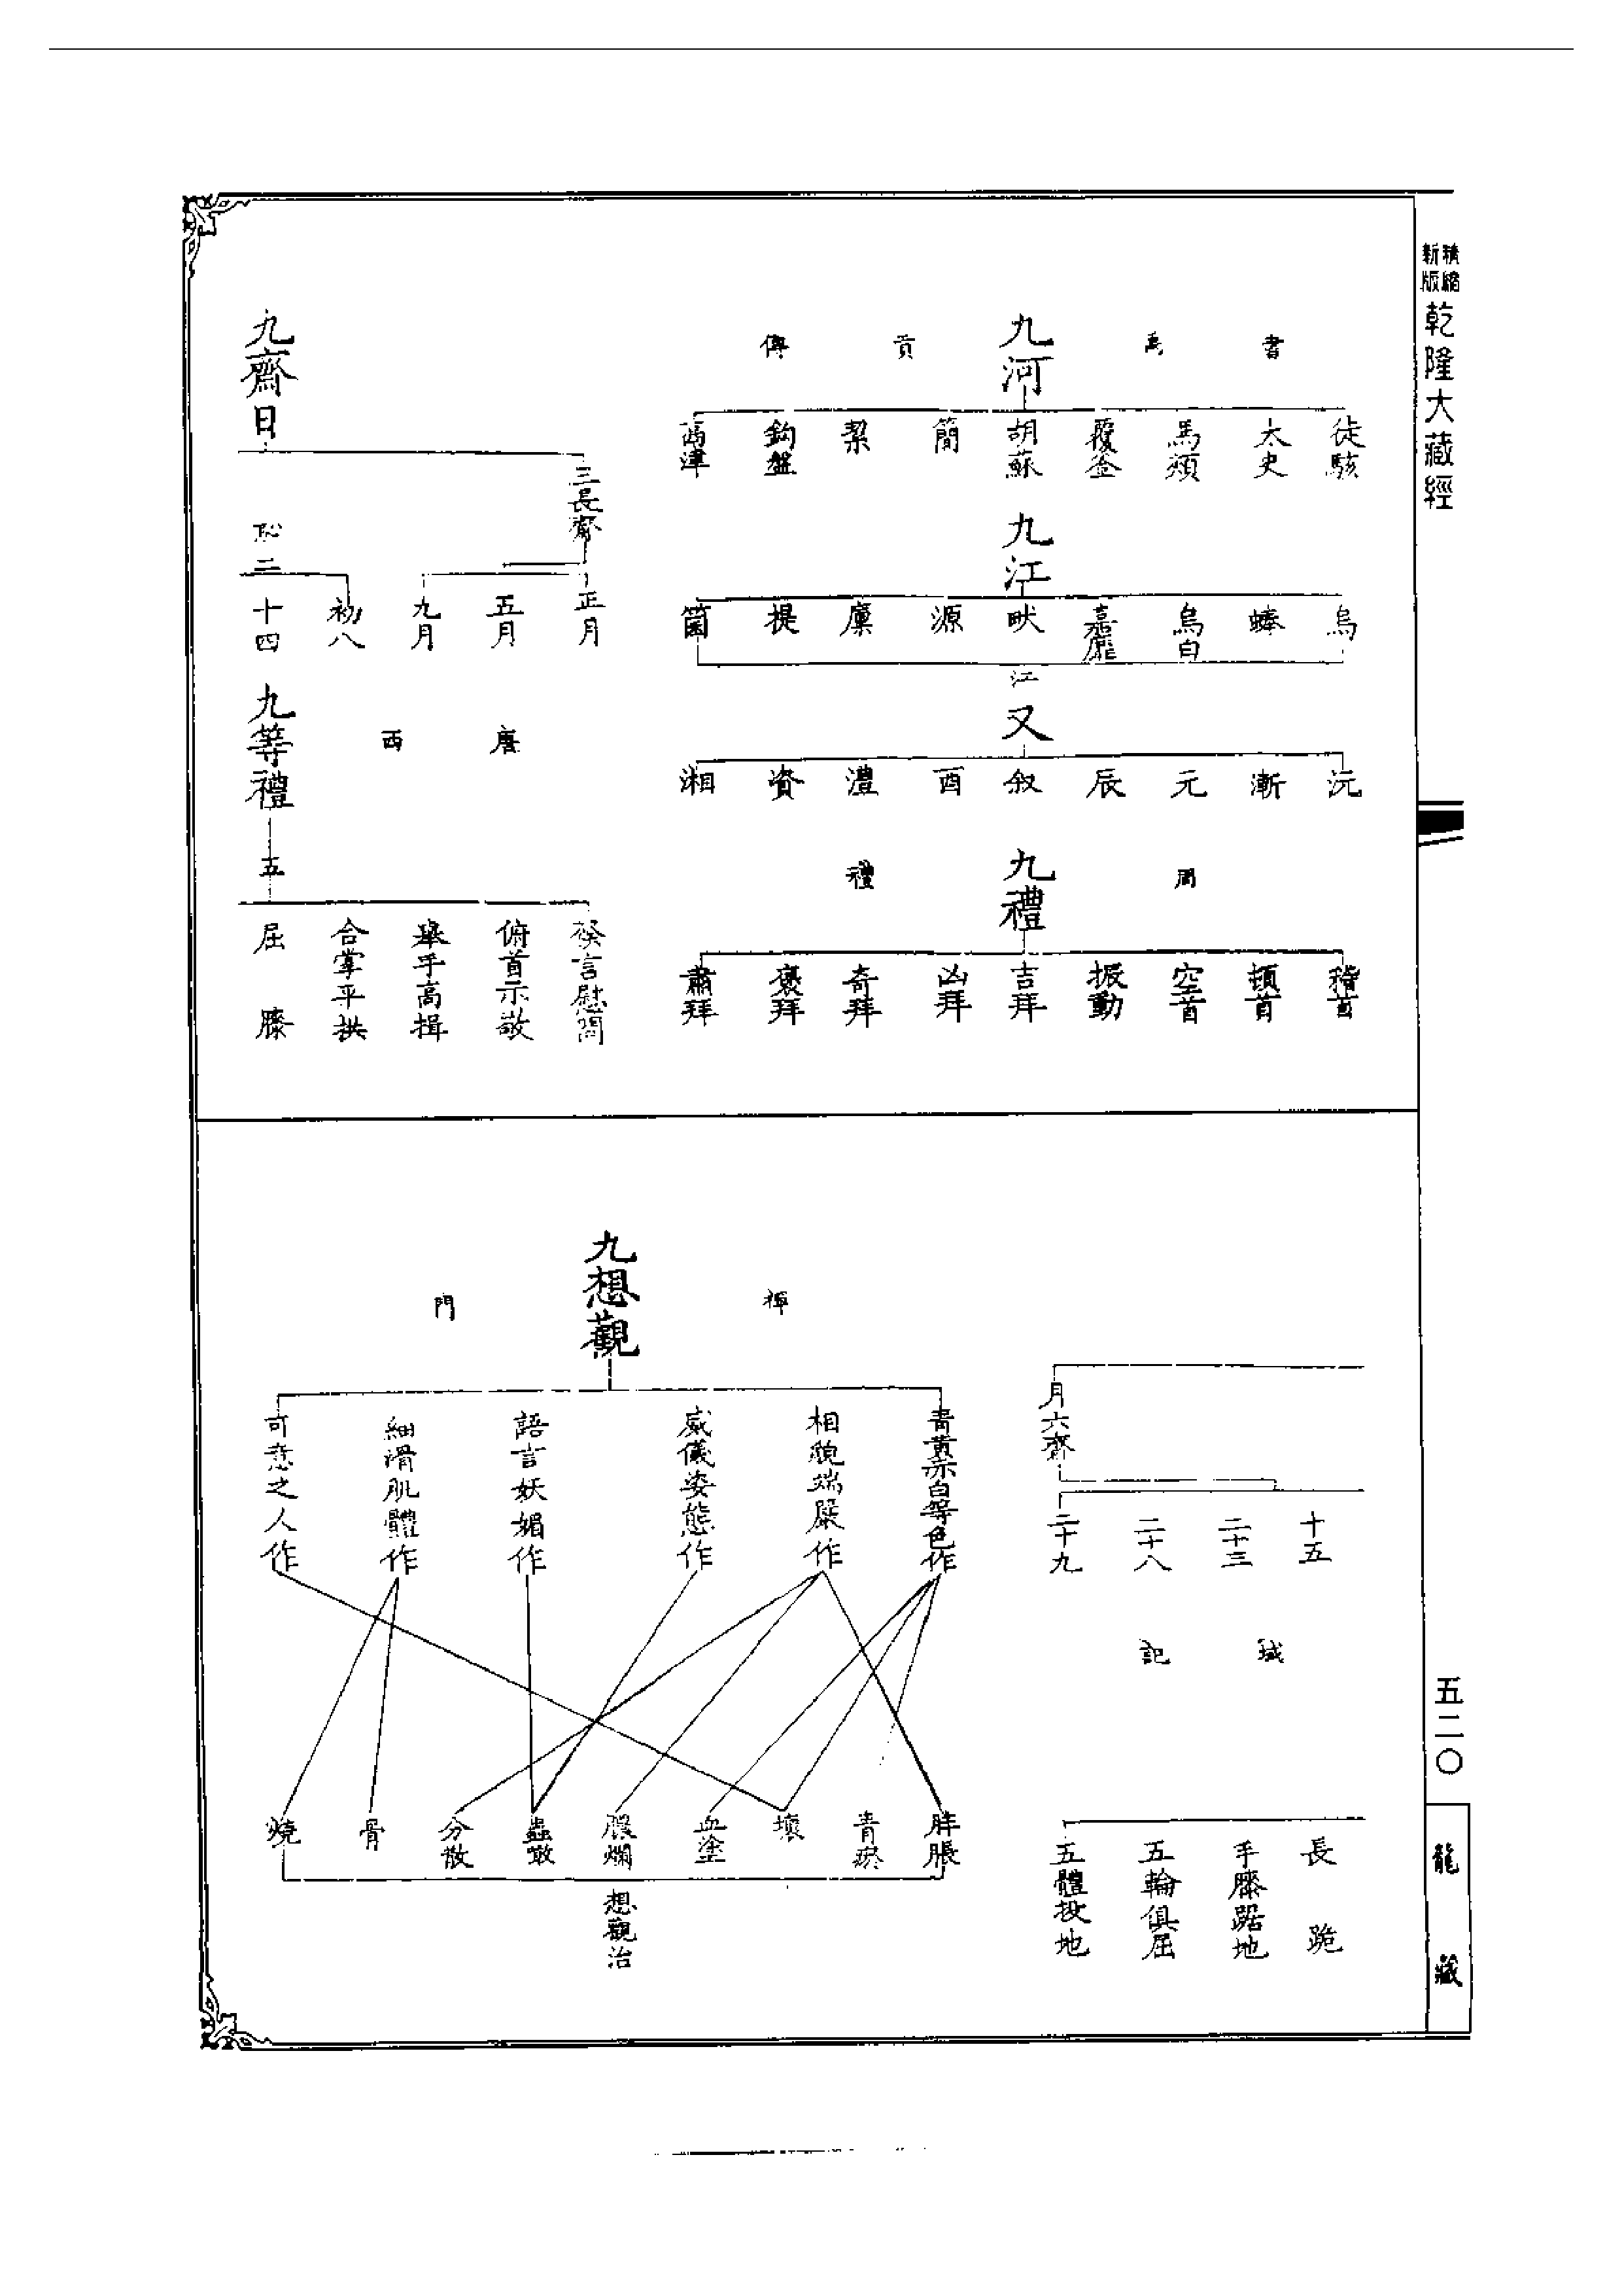 精縮
新版
乾隆大藏經
五二〇
龍藏
書禹貢傳
九河
徒駭
太史
馬頰
覆釜
胡蘇
簡
絜
鈎盤
鬲津
九江
烏
蜯
烏白
嘉靡
畎
源
廩
提
箘
江
又
沅
漸
元
辰
叙
酉
澧
資
湘
周禮
九禮
稽首
頓首
空首
振動
吉拜
凶拜
奇拜
褒拜
肅拜
九齋日
三長齋
正月
五月
九月
初八
十四
唐西
九等禮
五
發言慰問
俯首示敬
舉手高揖
合掌平拱
屈膝
月六齋
十五
二十三
二十八
二十九
域記
長跪
手膝踞地
五輪俱屈
五體投地
禪門
九想觀
青黃赤白等色作
相貌端嚴作
威儀姿態作
語言妖媚作
細滑肌體作
可意之人作
胖脹
青瘀
壞
血塗
膿爛
蟲噉
分散
骨
燒
想觀治